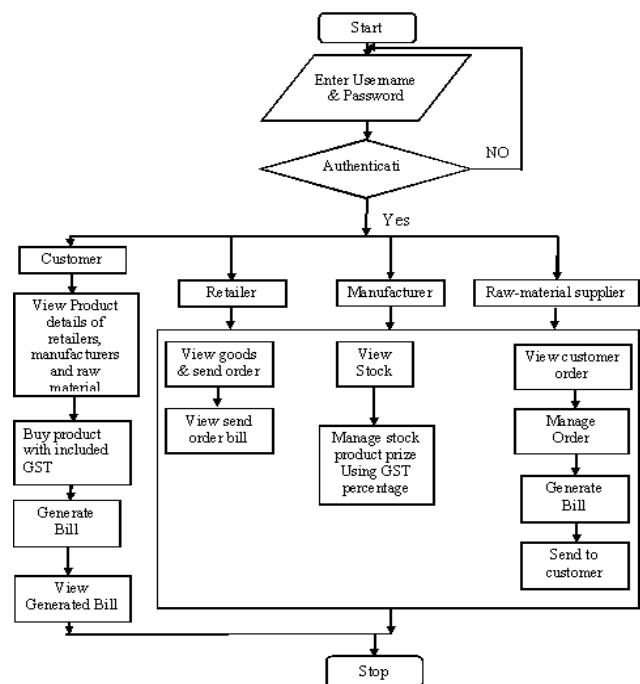 Start
Enter Username
& Password
Authenticati
NO
Yes
Customer
Retailer
Manufacturer
Raw-material supplier
View Product
details of
retailers,
manufacturers
and raw
material
Buy product
with included
GST
Generate
Bill
View
Generated Bill
View goods
& send order
View send
order bill
View
Stock
Manage stock
product prize
Using GST
percentage
View customer
order
Manage
Order
Generate
Bill
Send to
customer
Stop